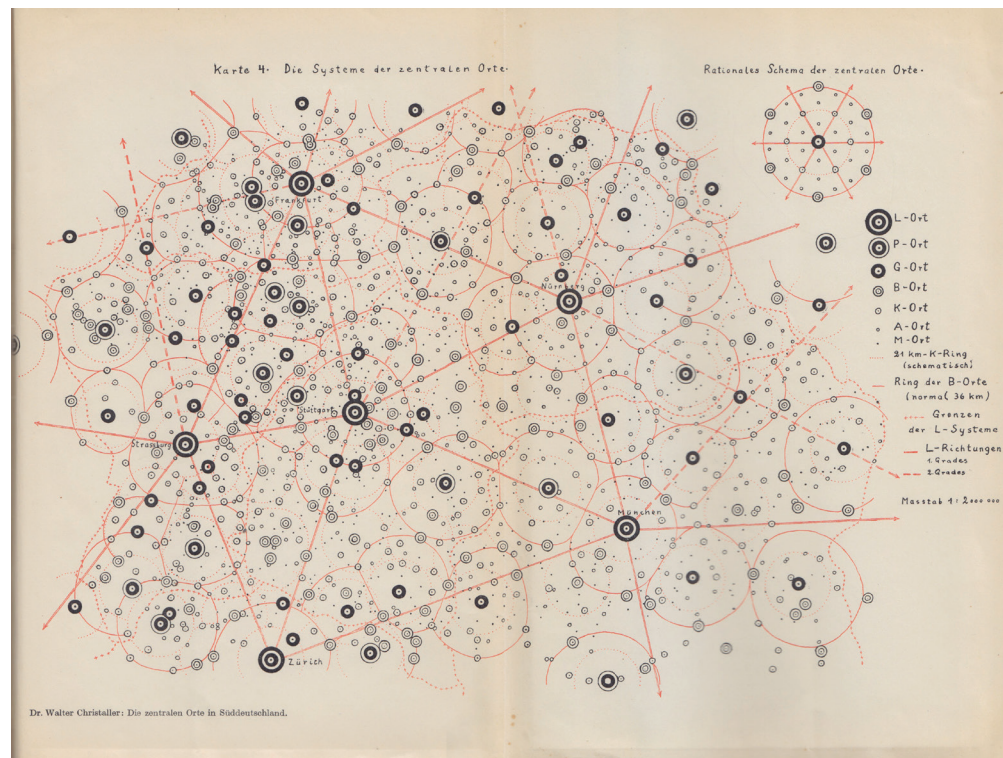 Karte 4. Die Systeme der zentralen Orte.
Rationales Schema der zentralen Orte.
Frankfurt
Nürnberg
Stuttgart
Strassburg
München
Zürich
L-Ort
P-Ort
G-Ort
B-Ort
K-Ort
A-Ort
M-Ort
21 km-K-Ring
(schematisch)
Ring der B-Orte
(normal 36 km)
Grenzen
der L-Systeme
L-Richtungen
1. Grades
2. Grades
Masstab 1:2000 000
Dr. Walter Christaller: Die zentralen Orte in Süddeutschland.